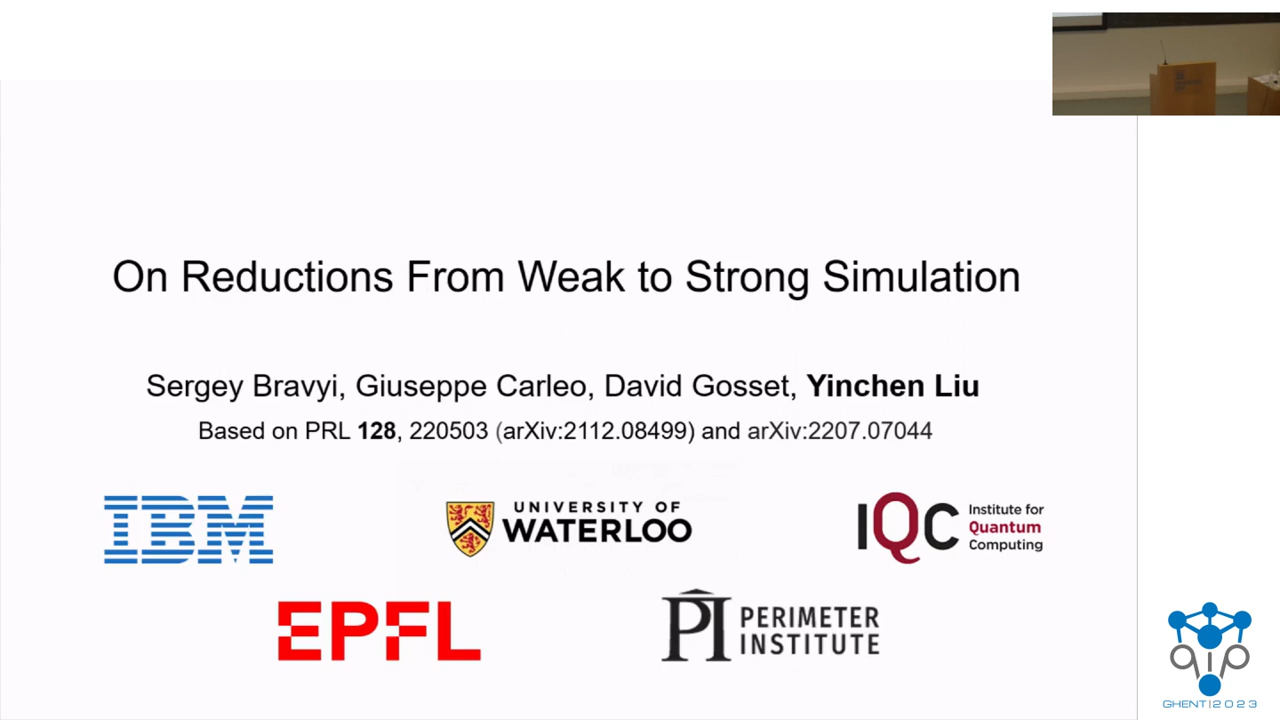 On Reductions From Weak to Strong Simulation
Sergey Bravyi, Giuseppe Carleo, David Gosset, Yinchen Liu
Based on PRL 128, 220503 (arXiv:2112.08499) and arXiv:2207.07044
IBM
UNIVERSITY OF
WATERLOO
IQC
Institute for
Quantum
Computing
EPFL
PI
PERIMETER
INSTITUTE
qip
GHENT|2023